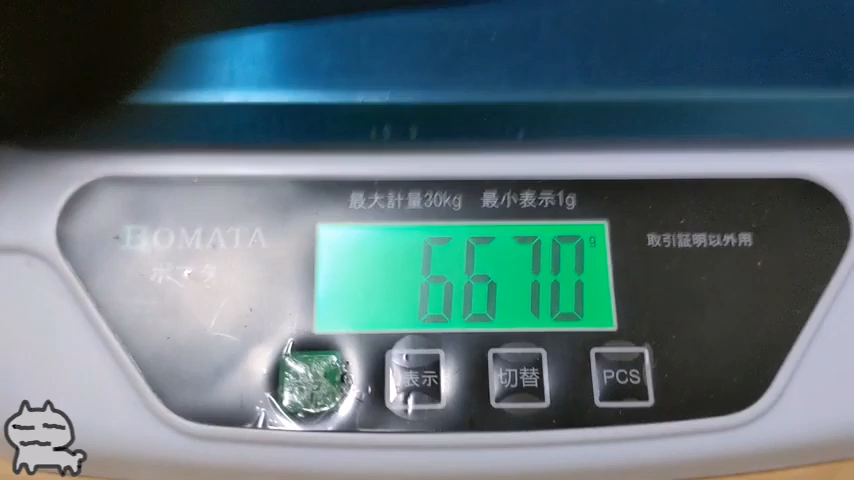 最大計量30kg 最小表示1g
BOMATA
ボマタ
取引証明以外用
6670 g
表示
切替
PCS